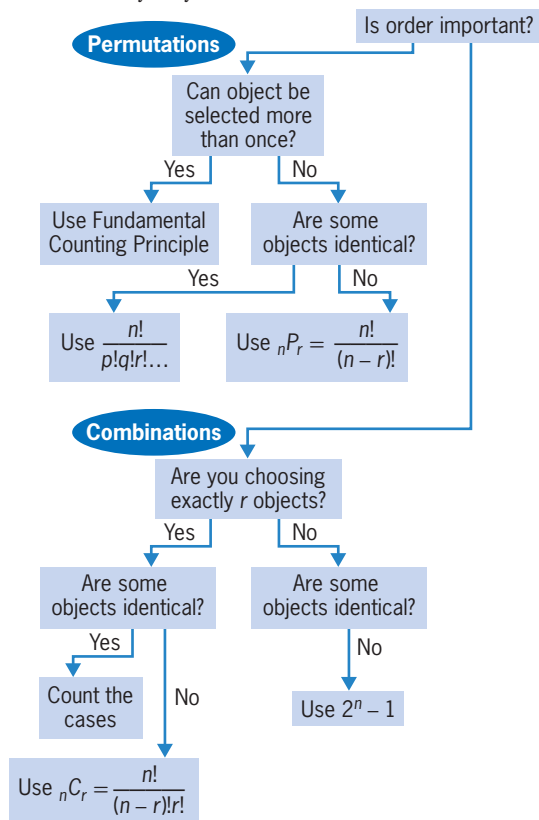 Is order important?
Permutations
Can object be
selected more
than once?
Yes
No
Use Fundamental
Counting Principle
Are some
objects identical?
Yes
No
Use n!/(p!q!r!...)
Use nPr = n!/(n – r)!
Combinations
Are you choosing
exactly r objects?
Yes
No
Are some
objects identical?
Are some
objects identical?
Yes
No
No
Count the
cases
Use 2ⁿ – 1
Use nCr = n!/((n – r)!r!)